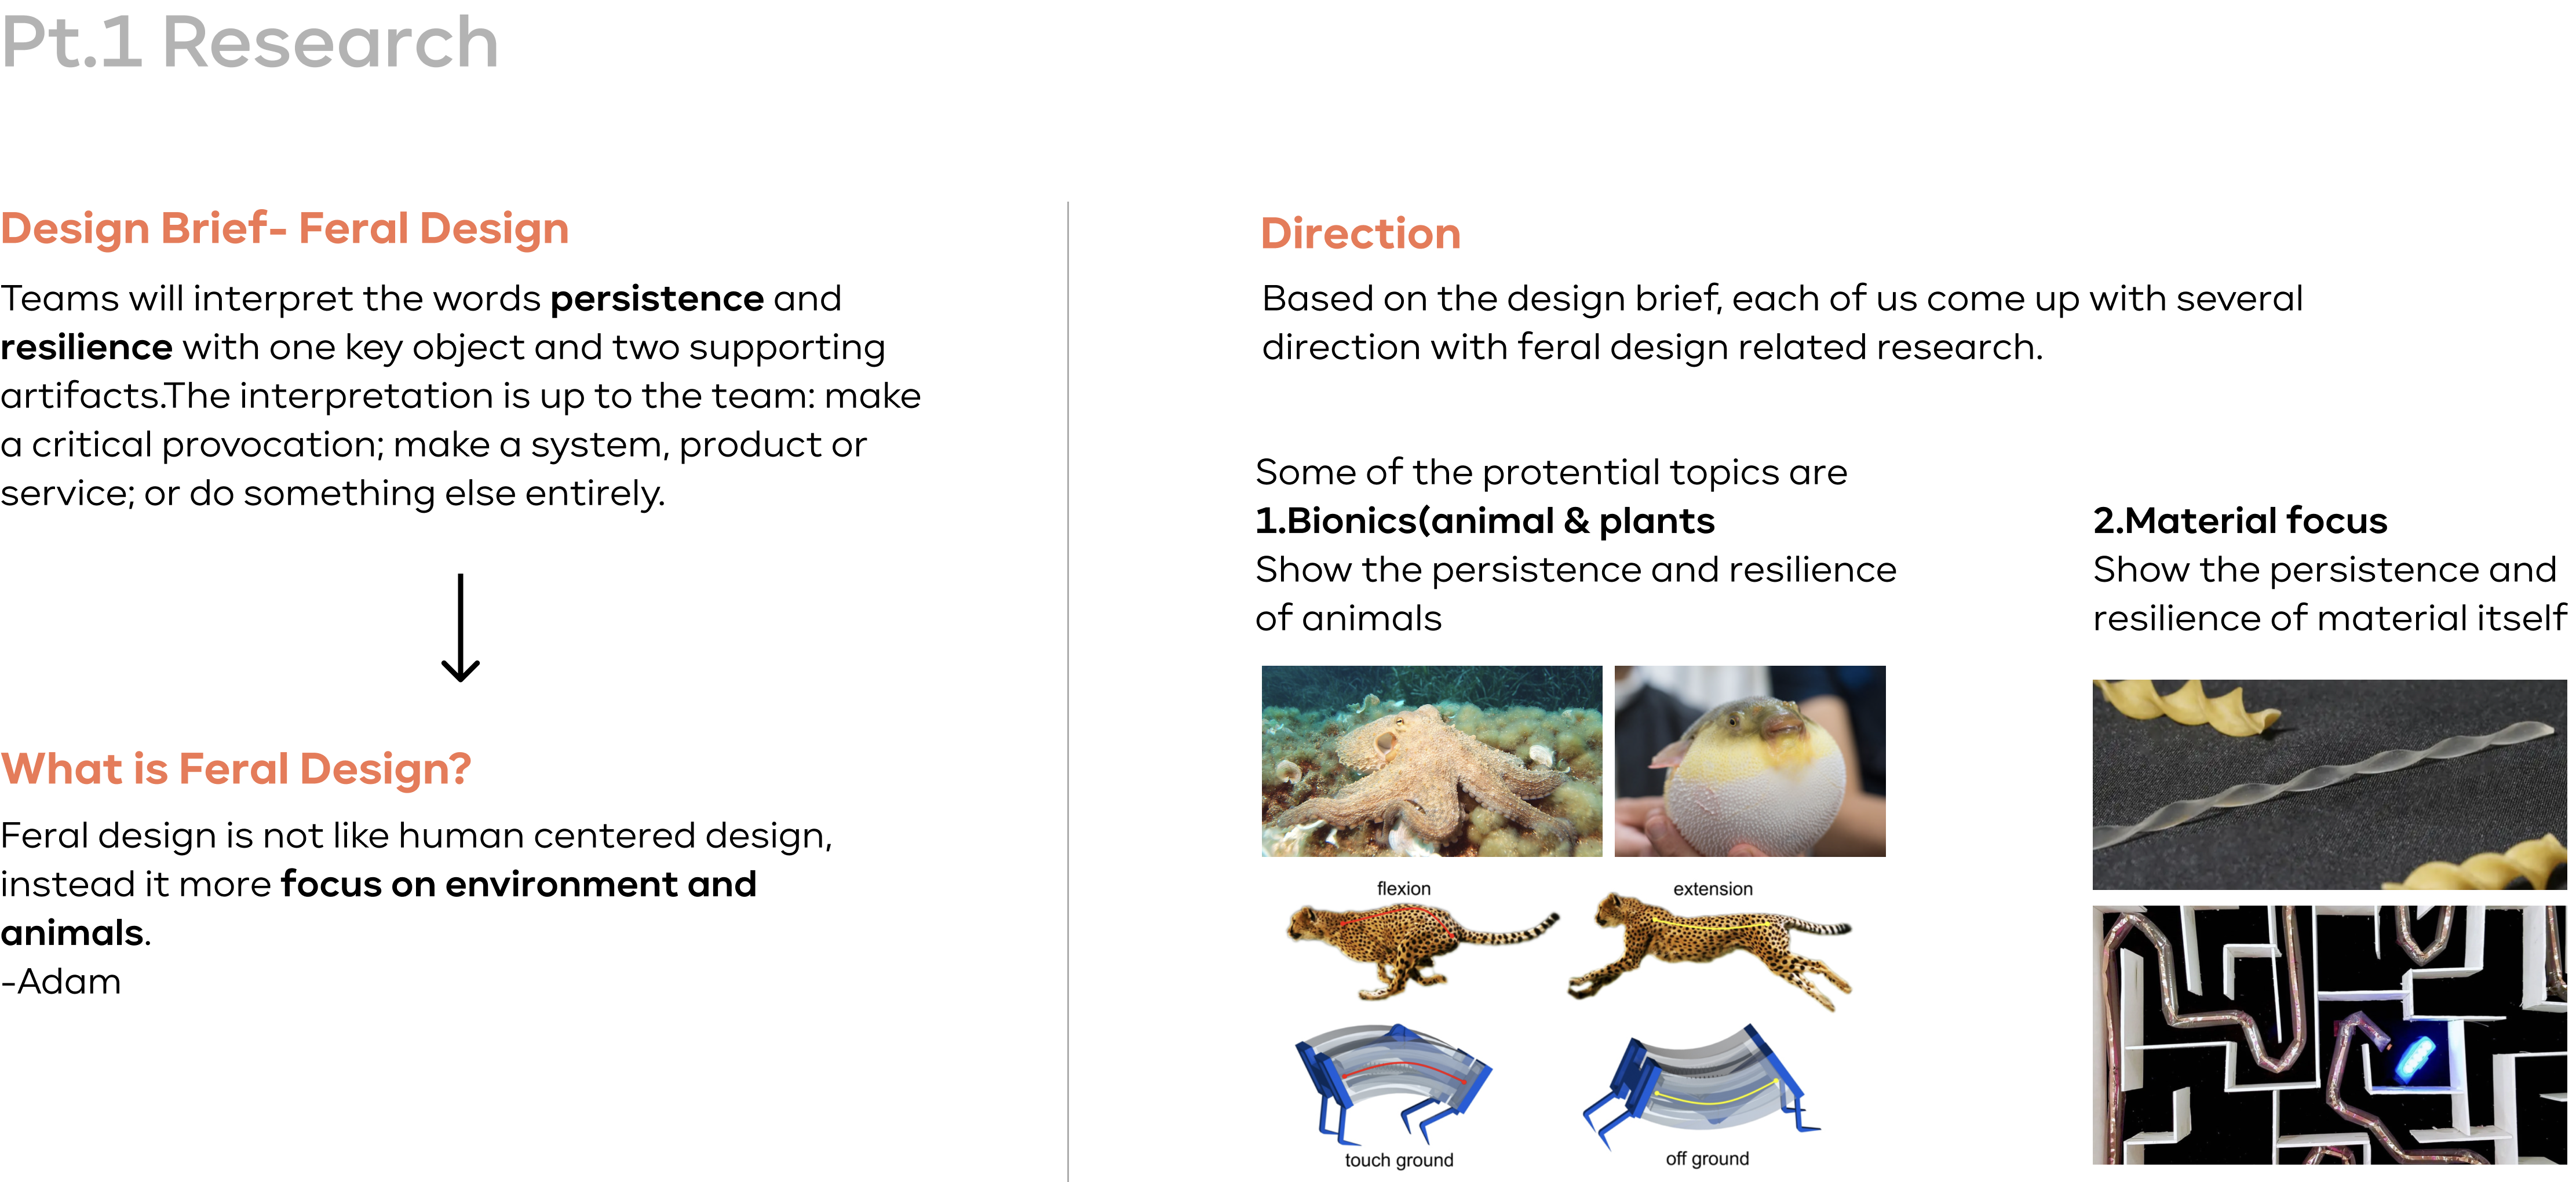 Pt.1 Research
Design Brief- Feral Design
Teams will interpret the words persistence and
resilience with one key object and two supporting
artifacts.The interpretation is up to the team: make
a critical provocation; make a system, product or
service; or do something else entirely.
What is Feral Design?
Feral design is not like human centered design,
instead it more focus on environment and
animals.
-Adam
Direction
Based on the design brief, each of us come up with several
direction with feral design related research.
Some of the protential topics are
1.Bionics(animal & plants
Show the persistence and resilience
of animals
flexion
extension
touch ground
off ground
2.Material focus
Show the persistence and
resilience of material itself